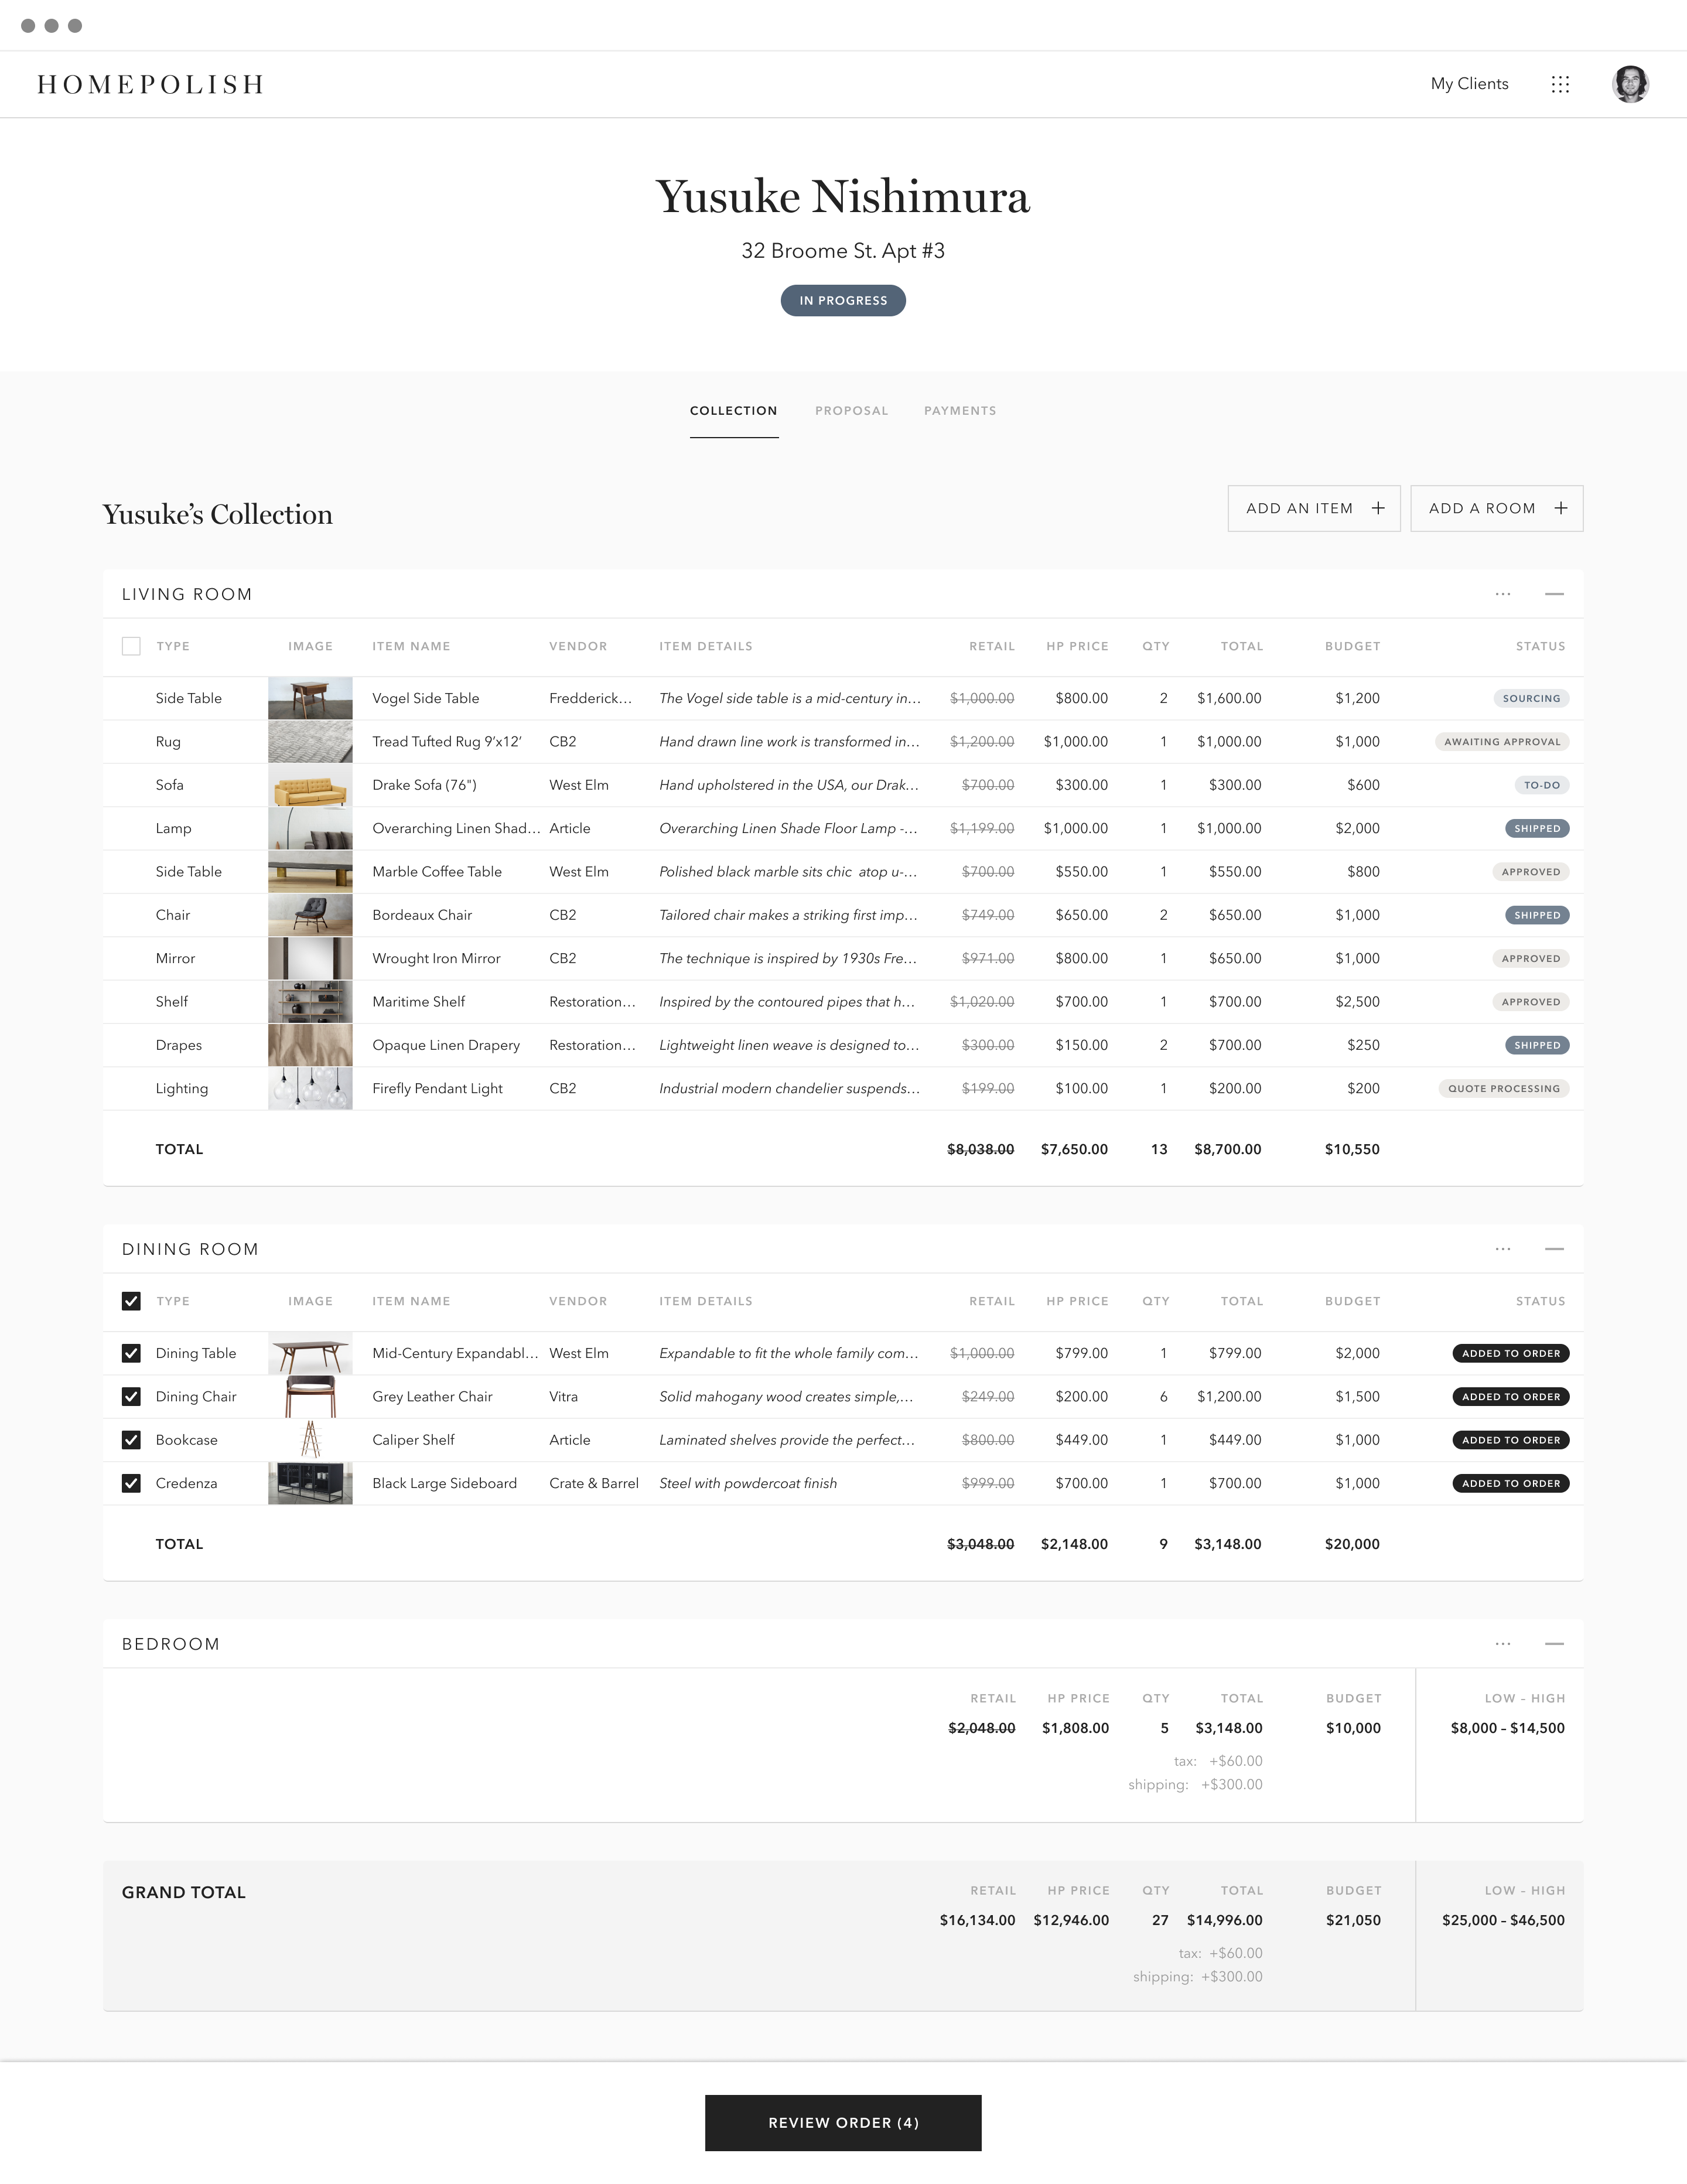 HOMEPOLISH
My Clients
Yusuke Nishimura
32 Broome St. Apt #3
IN PROGRESS
COLLECTION PROPOSAL PAYMENTS
Yusuke’s Collection
ADD AN ITEM +
ADD A ROOM +
LIVING ROOM
TYPE IMAGE ITEM NAME VENDOR ITEM DETAILS RETAIL HP PRICE QTY TOTAL BUDGET STATUS
Side Table Vogel Side Table Fredderick... The Vogel side table is a mid-century in... $1,000.00 $800.00 2 $1,600.00 $1,200 SOURCING
Rug Tread Tufted Rug 9’x12’ CB2 Hand drawn line work is transformed in... $1,200.00 $1,000.00 1 $1,000.00 $1,000 AWAITING APPROVAL
Sofa Drake Sofa (76") West Elm Hand upholstered in the USA, our Drak... $700.00 $300.00 1 $300.00 $600 TO-DO
Lamp Overarching Linen Shad... Article Overarching Linen Shade Floor Lamp -... $1,199.00 $1,000.00 1 $1,000.00 $2,000 SHIPPED
Side Table Marble Coffee Table West Elm Polished black marble sits chic atop u-... $700.00 $550.00 1 $550.00 $800 APPROVED
Chair Bordeaux Chair CB2 Tailored chair makes a striking first imp... $749.00 $650.00 2 $650.00 $1,000 SHIPPED
Mirror Wrought Iron Mirror CB2 The technique is inspired by 1930s Fre... $971.00 $800.00 1 $650.00 $1,000 APPROVED
Shelf Maritime Shelf Restoration... Inspired by the contoured pipes that h... $1,020.00 $700.00 1 $700.00 $2,500 APPROVED
Drapes Opaque Linen Drapery Restoration... Lightweight linen weave is designed to... $300.00 $150.00 2 $700.00 $250 SHIPPED
Lighting Firefly Pendant Light CB2 Industrial modern chandelier suspends... $199.00 $100.00 1 $200.00 $200 QUOTE PROCESSING
TOTAL $8,038.00 $7,650.00 13 $8,700.00 $10,550
DINING ROOM
TYPE IMAGE ITEM NAME VENDOR ITEM DETAILS RETAIL HP PRICE QTY TOTAL BUDGET STATUS
Dining Table Mid-Century Expandabl... West Elm Expandable to fit the whole family com... $1,000.00 $799.00 1 $799.00 $2,000 ADDED TO ORDER
Dining Chair Grey Leather Chair Vitra Solid mahogany wood creates simple,... $249.00 $200.00 6 $1,200.00 $1,500 ADDED TO ORDER
Bookcase Caliper Shelf Article Laminated shelves provide the perfect... $800.00 $449.00 1 $449.00 $1,000 ADDED TO ORDER
Credenza Black Large Sideboard Crate & Barrel Steel with powdercoat finish $999.00 $700.00 1 $700.00 $1,000 ADDED TO ORDER
TOTAL $3,048.00 $2,148.00 9 $3,148.00 $20,000
BEDROOM
RETAIL HP PRICE QTY TOTAL BUDGET LOW – HIGH
$2,048.00 $1,808.00 5 $3,148.00 $10,000 $8,000 – $14,500
tax: +$60.00
shipping: +$300.00
GRAND TOTAL RETAIL HP PRICE QTY TOTAL BUDGET LOW – HIGH
$16,134.00 $12,946.00 27 $14,996.00 $21,050 $25,000 – $46,500
tax: +$60.00
shipping: +$300.00
REVIEW ORDER (4)